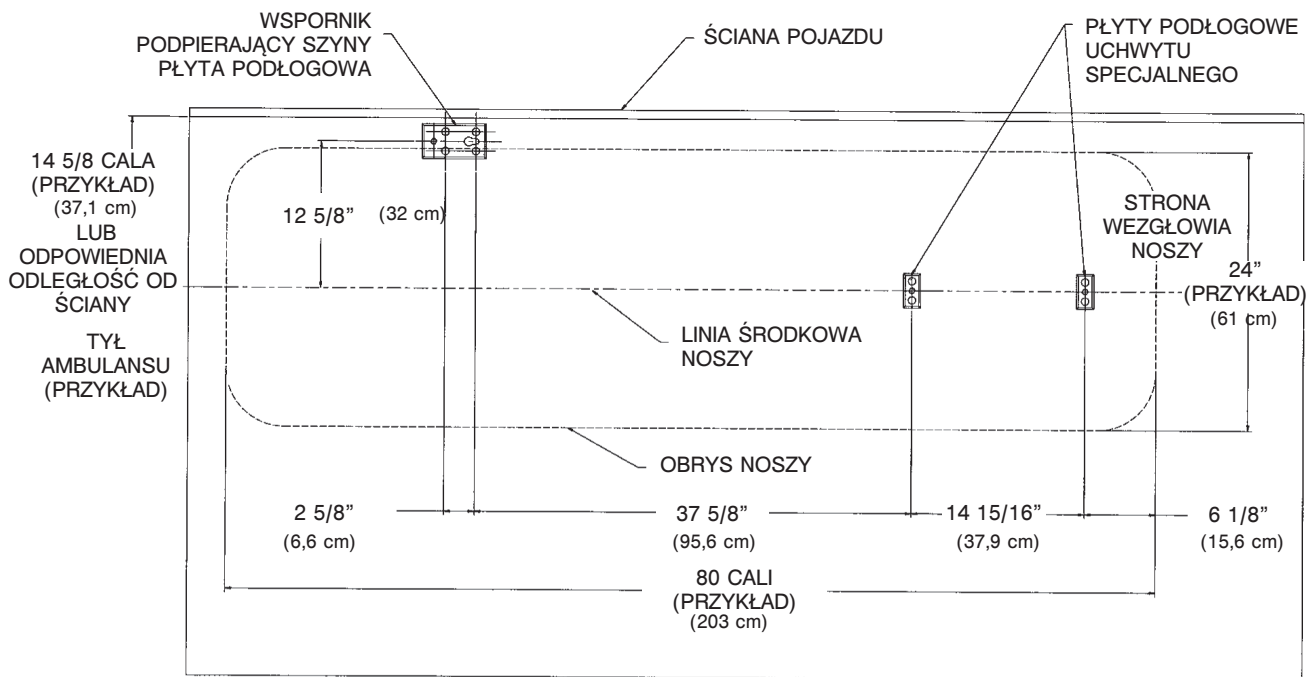 WSPORNIK
PODPIERAJĄCY SZYNY
PŁYTA PODŁOGOWA
ŚCIANA POJAZDU
PŁYTY PODŁOGOWE
UCHWYTU
SPECJALNEGO
14 5/8 CALA
(PRZYKŁAD)
(37,1 cm)
LUB
ODPOWIEDNIA
ODLEGŁOŚĆ OD
ŚCIANY
TYŁ
AMBULANSU
(PRZYKŁAD)
12 5/8” (32 cm)
STRONA
WEZGŁOWIA
NOSZY
24”
(PRZYKŁAD)
(61 cm)
LINIA ŚRODKOWA
NOSZY
OBRYS NOSZY
2 5/8”
(6,6 cm)
37 5/8”
(95,6 cm)
14 15/16”
(37,9 cm)
6 1/8”
(15,6 cm)
80 CALI
(PRZYKŁAD)
(203 cm)